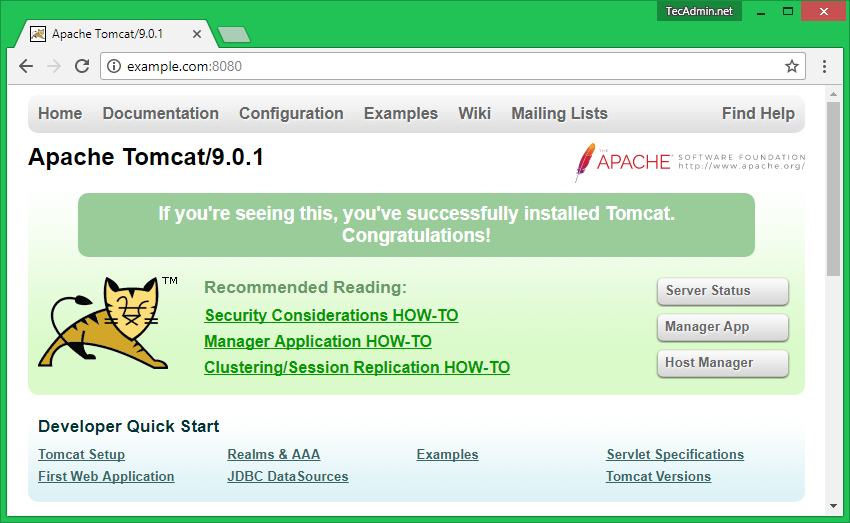 TecAdmin.net
Apache Tomcat/9.0.1
example.com:8080
Home Documentation Configuration Examples Wiki Mailing Lists Find Help
Apache Tomcat/9.0.1
THE APACHE® SOFTWARE FOUNDATION
http://www.apache.org/
If you're seeing this, you've successfully installed Tomcat.
Congratulations!
TM
Recommended Reading:
Security Considerations HOW-TO
Manager Application HOW-TO
Clustering/Session Replication HOW-TO
Server Status
Manager App
Host Manager
Developer Quick Start
Tomcat Setup Realms & AAA Examples Servlet Specifications
First Web Application JDBC DataSources Tomcat Versions